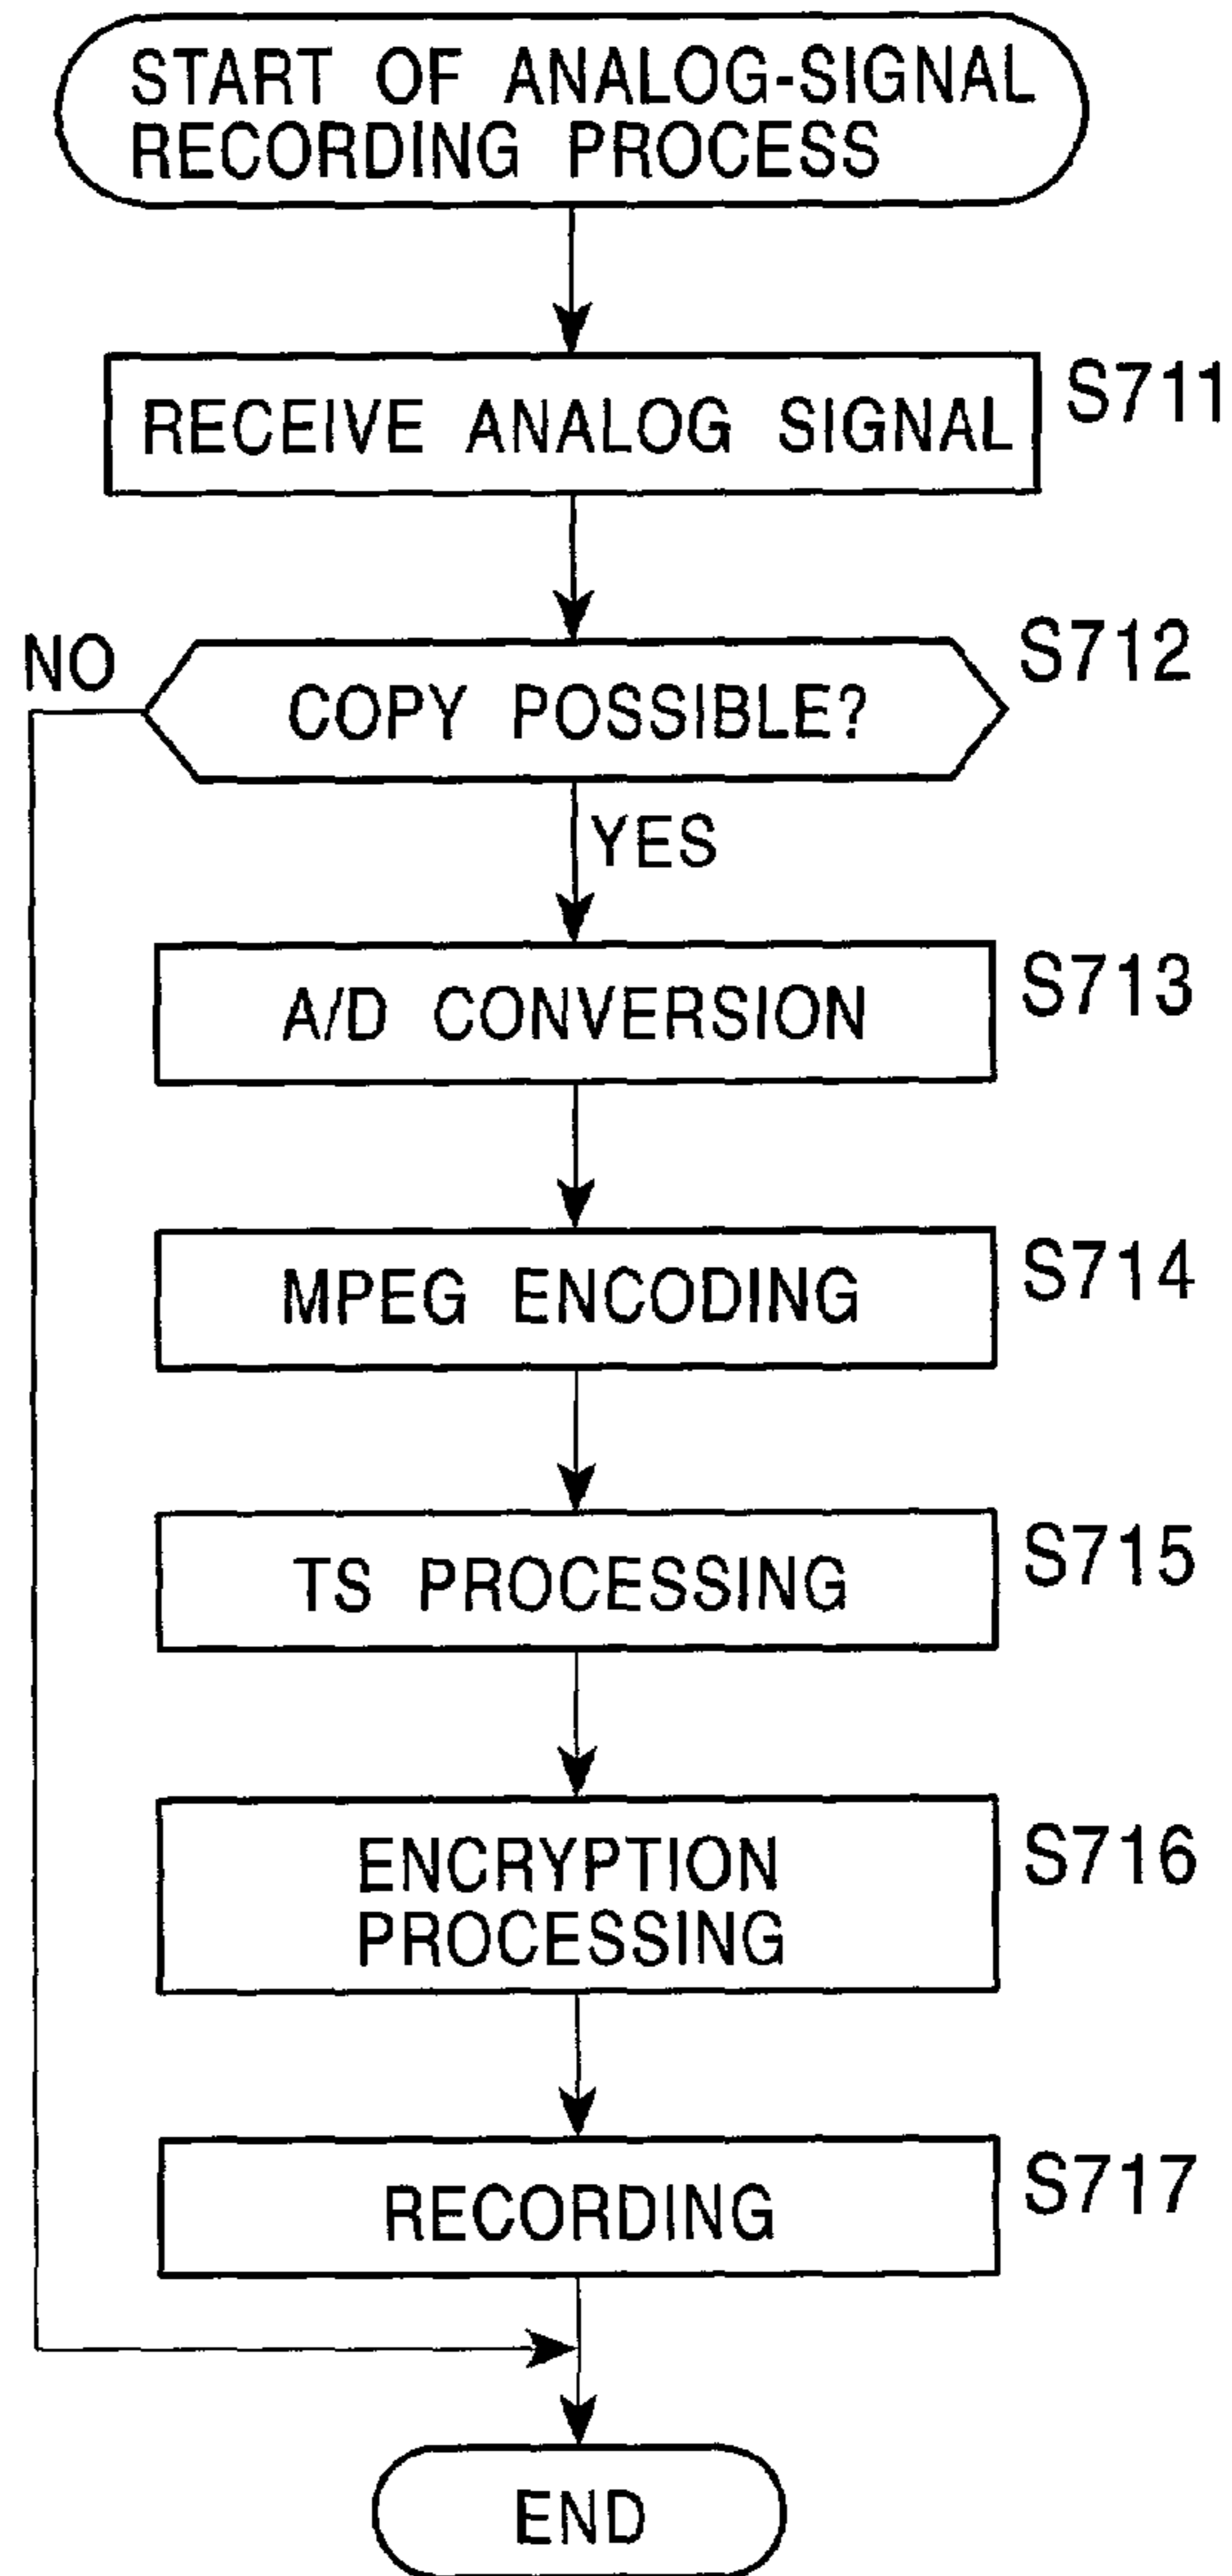 START OF ANALOG-SIGNAL
RECORDING PROCESS
RECEIVE ANALOG SIGNAL
S711
NO
COPY POSSIBLE?
S712
YES
A/D CONVERSION
S713
MPEG ENCODING
S714
TS PROCESSING
S715
ENCRYPTION
PROCESSING
S716
RECORDING
S717
END